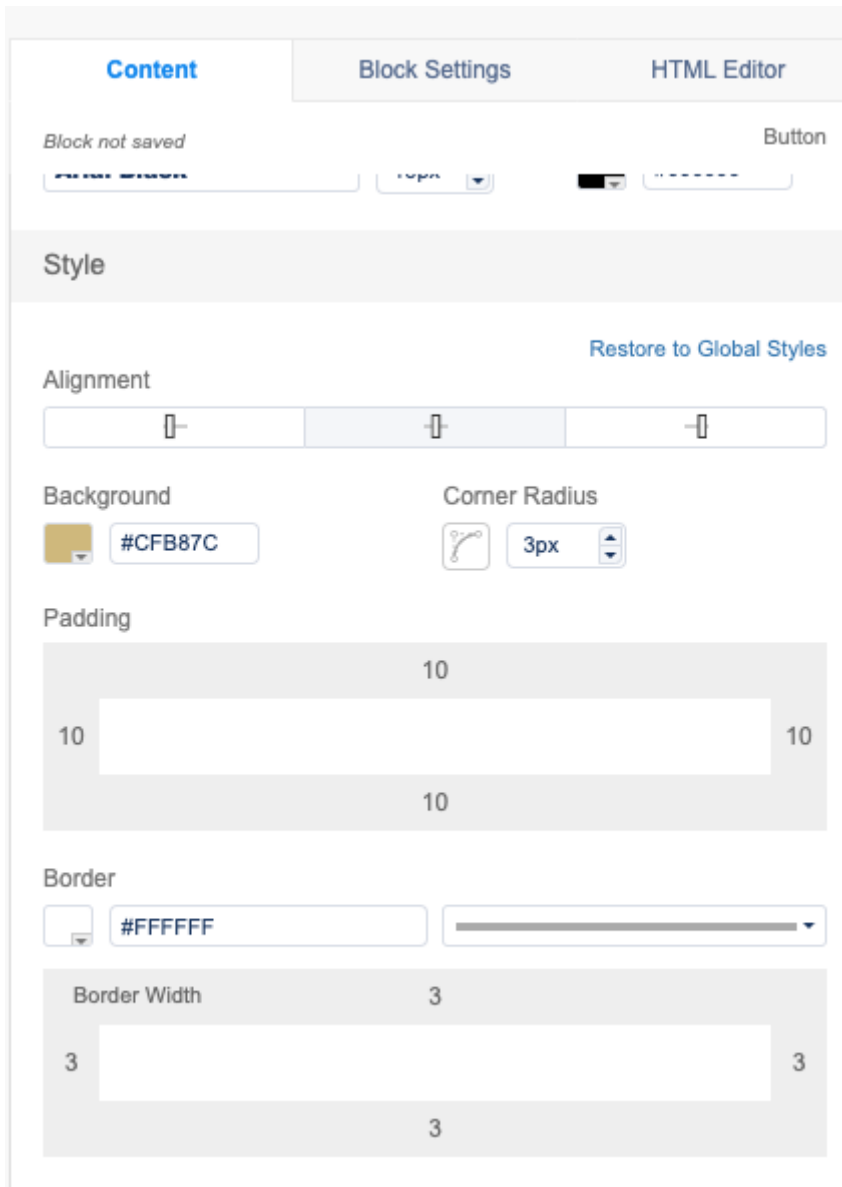 Content Block Settings HTML Editor
Block not saved Button
Style
Restore to Global Styles
Alignment
Background Corner Radius
#CFB87C 3px
Padding
10
10 10
10
Border
#FFFFFF
Border Width 3
3 3
3